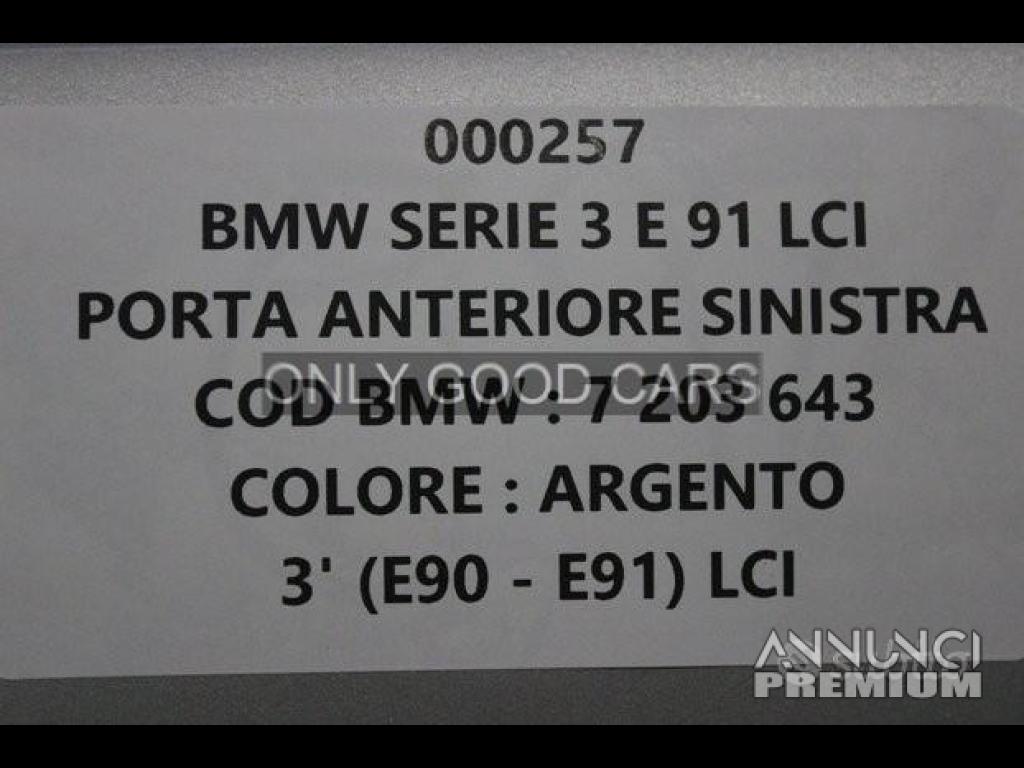 000257
BMW SERIE 3 E 91 LCI
PORTA ANTERIORE SINISTRA
ONLY GOOD CARS
COD BMW : 7 203 643
COLORE : ARGENTO
3' (E90 - E91) LCI
ANNUNCI
PREMIUM